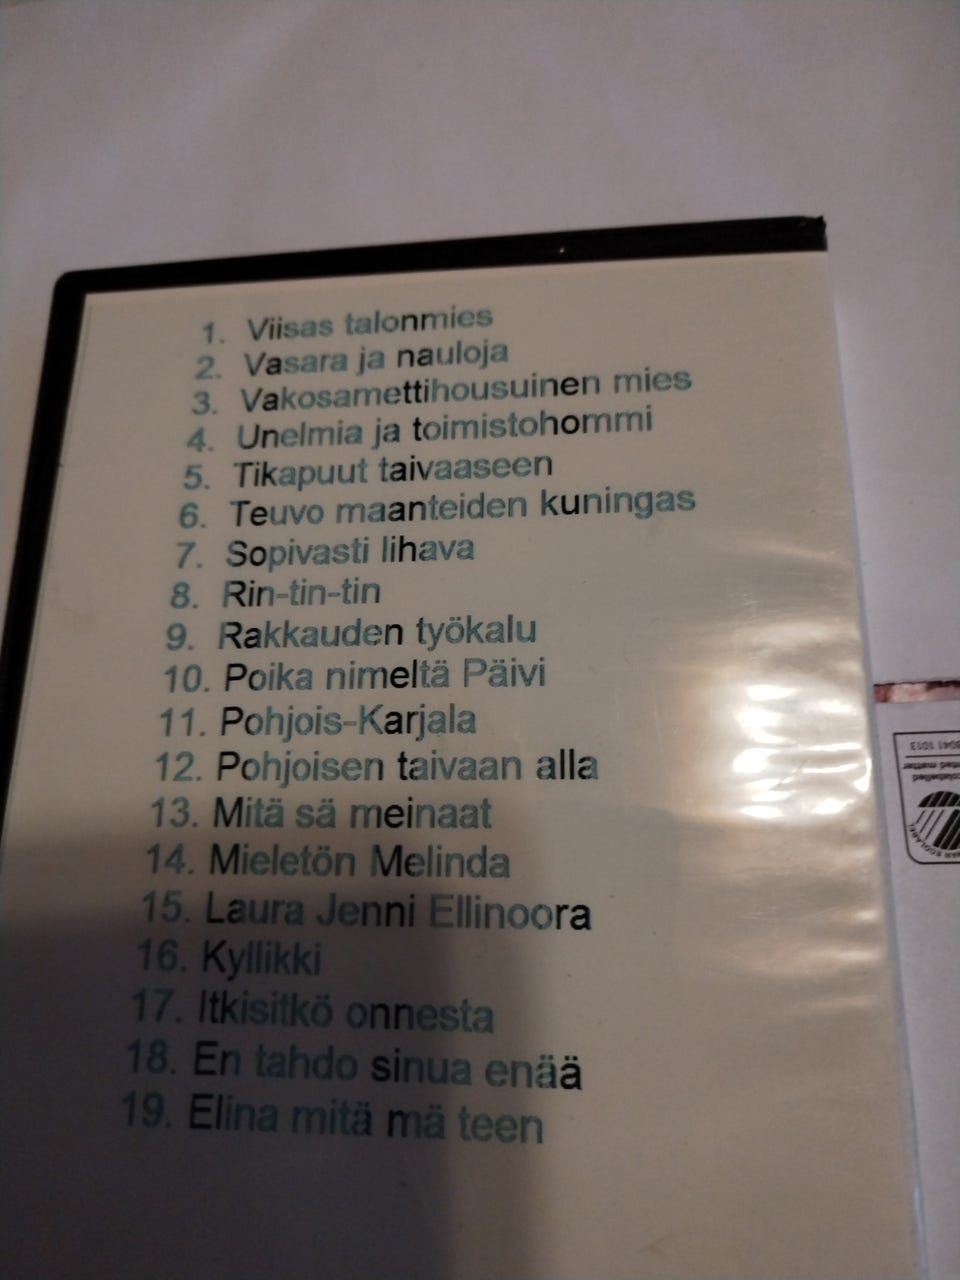 1. Viisas talonmies
2. Vasara ja nauloja
3. Vakosamettihousuinen mies
4. Unelmia ja toimistohommi
5. Tikapuut taivaaseen
6. Teuvo maanteiden kuningas
7. Sopivasti lihava
8. Rin-tin-tin
9. Rakkauden työkalu
10. Poika nimeltä Päivi
11. Pohjois-Karjala
12. Pohjoisen taivaan alla
13. Mitä sä meinaat
14. Mieletön Melinda
15. Laura Jenni Ellinoora
16. Kyllikki
17. Itkisitkö onnesta
18. En tahdo sinua enää
19. Elina mitä mä teen
3041 1013